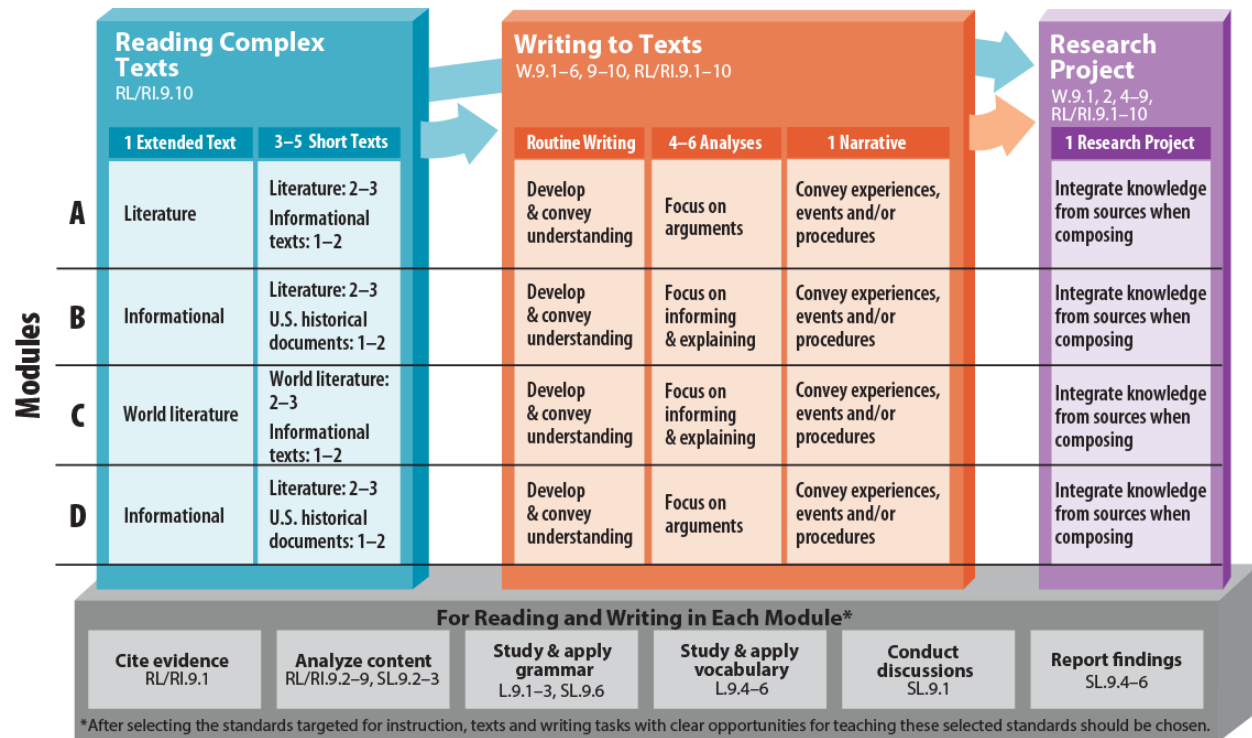 Reading Complex
Texts
RL/RI.9.10
Writing to Texts
W.9.1–6, 9–10, RL/RI.9.1–10
Research
Project
W.9.1, 2, 4–9,
RL/RI.9.1–10
1 Extended Text
3–5 Short Texts
Routine Writing
4–6 Analyses
1 Narrative
1 Research Project
Modules
A
Literature
Literature: 2–3
Informational
texts: 1–2
Develop
& convey
understanding
Focus on
arguments
Convey experiences,
events and/or
procedures
Integrate knowledge
from sources when
composing
B
Informational
Literature: 2–3
U.S. historical
documents: 1–2
Develop
& convey
understanding
Focus on
informing
& explaining
Convey experiences,
events and/or
procedures
Integrate knowledge
from sources when
composing
C
World literature
World literature:
2–3
Informational
texts: 1–2
Develop
& convey
understanding
Focus on
informing
& explaining
Convey experiences,
events and/or
procedures
Integrate knowledge
from sources when
composing
D
Informational
Literature: 2–3
U.S. historical
documents: 1–2
Develop
& convey
understanding
Focus on
arguments
Convey experiences,
events and/or
procedures
Integrate knowledge
from sources when
composing
For Reading and Writing in Each Module*
Cite evidence
RL/RI.9.1
Analyze content
RL/RI.9.2–9, SL.9.2–3
Study & apply
grammar
L.9.1–3, SL.9.6
Study & apply
vocabulary
L.9.4–6
Conduct
discussions
SL.9.1
Report findings
SL.9.4–6
*After selecting the standards targeted for instruction, texts and writing tasks with clear opportunities for teaching these selected standards should be chosen.